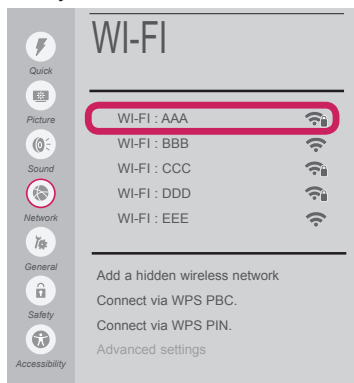 WI-FI
Quick
Picture
Sound
Network
General
Safety
Accessibility
WI-FI : AAA
WI-FI : BBB
WI-FI : CCC
WI-FI : DDD
WI-FI : EEE
Add a hidden wireless network
Connect via WPS PBC.
Connect via WPS PIN.
Advanced settings